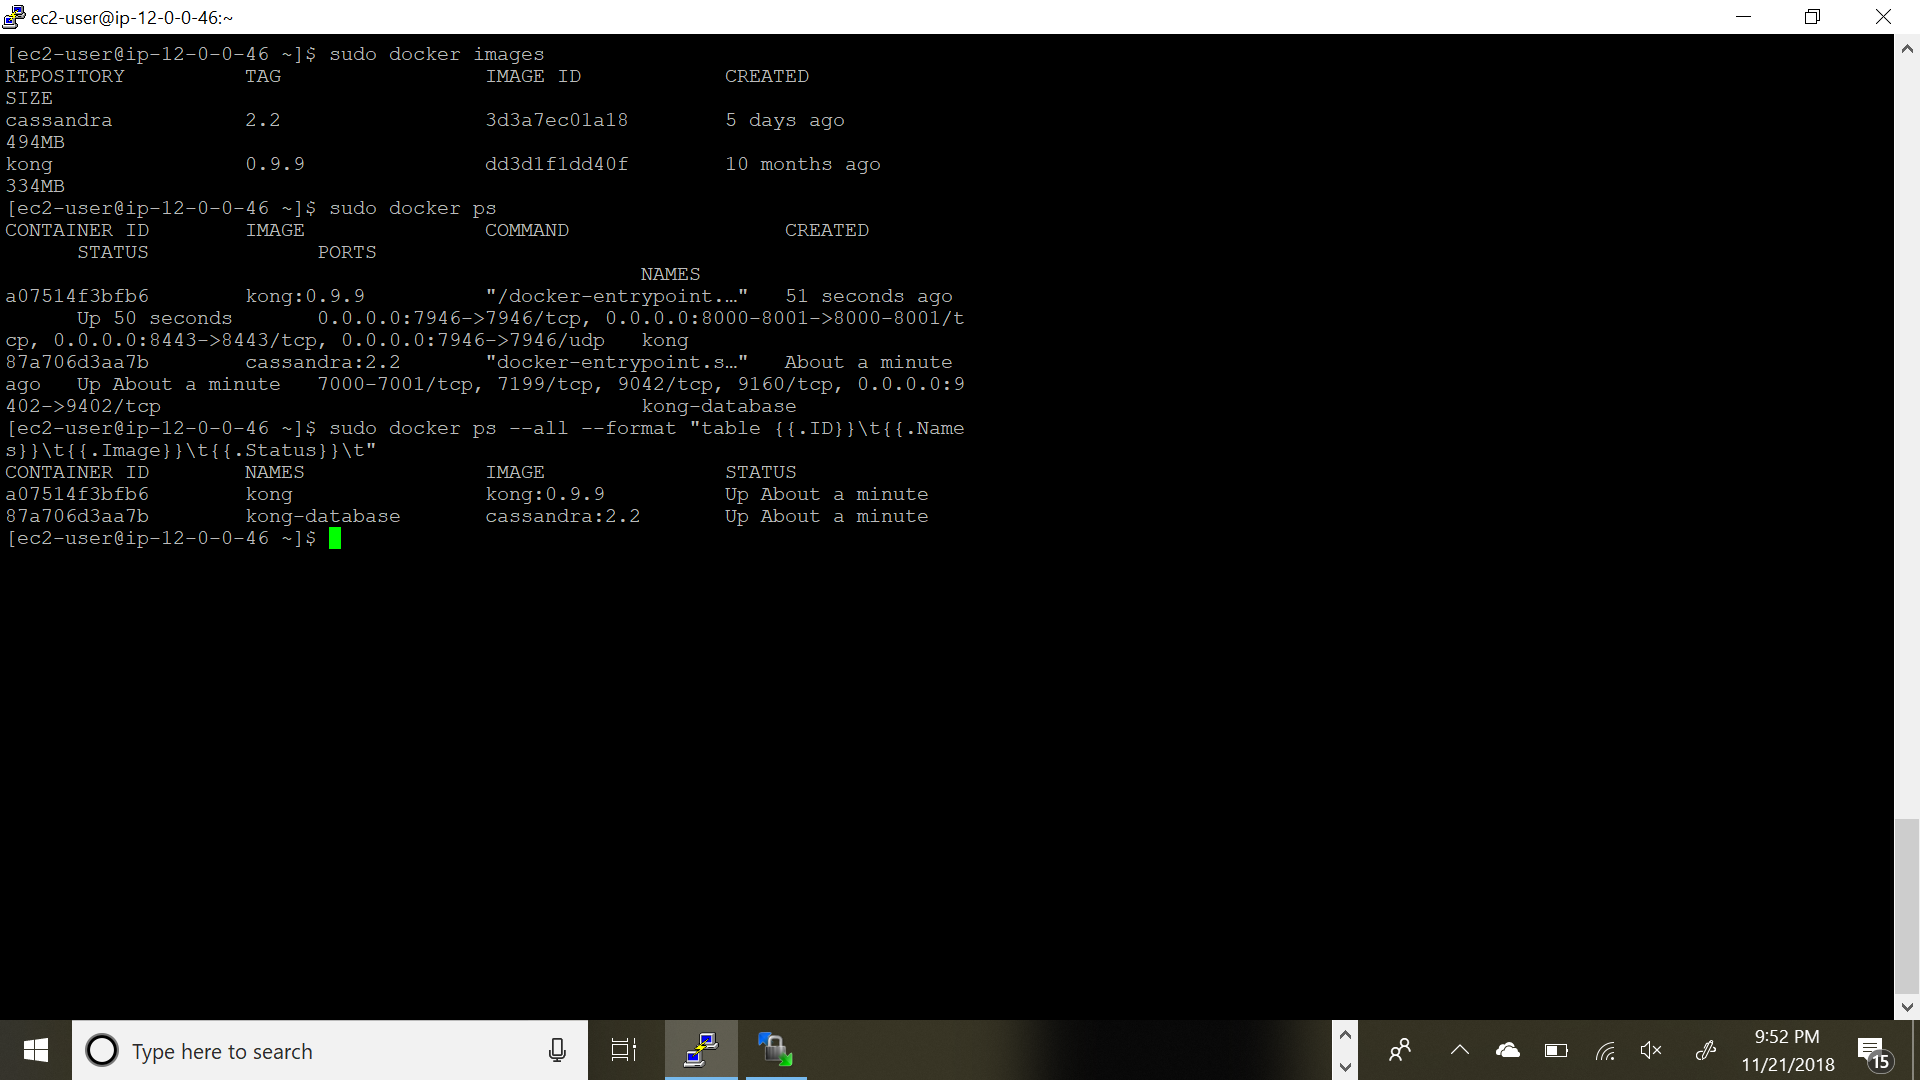 ec2-user@ip-12-0-0-46:~
[ec2-user@ip-12-0-0-46 ~]$ sudo docker images
REPOSITORY          TAG                 IMAGE ID            CREATED
SIZE
cassandra           2.2                 3d3a7ec01a18        5 days ago
494MB
kong                0.9.9               dd3d1f1dd40f        10 months ago
334MB
[ec2-user@ip-12-0-0-46 ~]$ sudo docker ps
CONTAINER ID        IMAGE               COMMAND                  CREATED
      STATUS              PORTS
                                                     NAMES
a07514f3bfb6        kong:0.9.9          "/docker-entrypoint.…"   51 seconds ago
      Up 50 seconds       0.0.0.0:7946->7946/tcp, 0.0.0.0:8000-8001->8000-8001/t
cp, 0.0.0.0:8443->8443/tcp, 0.0.0.0:7946->7946/udp   kong
87a706d3aa7b        cassandra:2.2       "docker-entrypoint.s…"   About a minute
ago   Up About a minute   7000-7001/tcp, 7199/tcp, 9042/tcp, 9160/tcp, 0.0.0.0:9
402->9402/tcp                                        kong-database
[ec2-user@ip-12-0-0-46 ~]$ sudo docker ps --all --format "table {{.ID}}\t{{.Name
s}}\t{{.Image}}\t{{.Status}}\t"
CONTAINER ID        NAMES               IMAGE               STATUS
a07514f3bfb6        kong                kong:0.9.9          Up About a minute
87a706d3aa7b        kong-database       cassandra:2.2       Up About a minute
[ec2-user@ip-12-0-0-46 ~]$
Type here to search
9:52 PM
11/21/2018
15